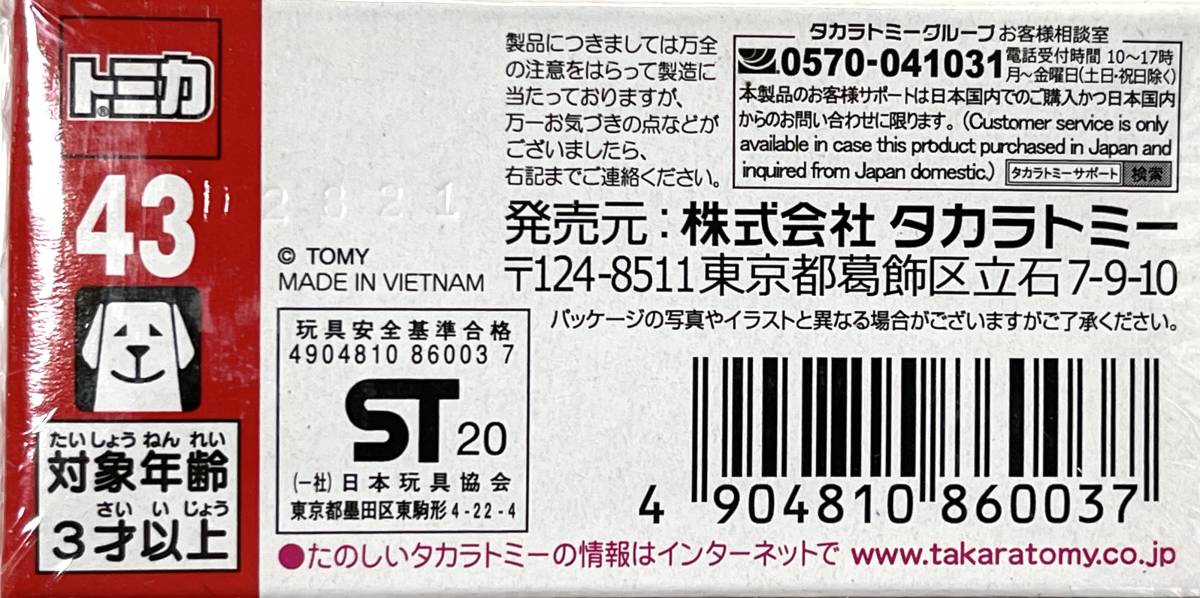 トミカ®
43
たいしょう ねん れい
対象年齢
さい い じょう
3才以上
2821
© TOMY
MADE IN VIETNAM
玩具安全基準合格
4904810 86003 7
ST 20
(一社)日本玩具協会
東京都墨田区東駒形4-22-4
製品につきましては万全
の注意をはらって製造に
当たっておりますが、
万一お気づきの点などが
ございましたら、
右記までご連絡ください。
タカラトミーグループ お客様相談室
0570-041031 電話受付時間 10〜17時
月〜金曜日(土日・祝日除く)
本製品のお客様サポートは日本国内でのご購入かつ日本国内
からのお問い合わせに限ります。(Customer service is only
available in case this product purchased in Japan and
inquired from Japan domestic.) タカラトミーサポート 検索
発売元:株式会社 タカラトミー
〒124-8511東京都葛飾区立石7-9-10
パッケージの写真やイラストと異なる場合がございますがご了承ください。
4 904810 860037
●たのしいタカラトミーの情報はインターネットで www.takaratomy.co.jp